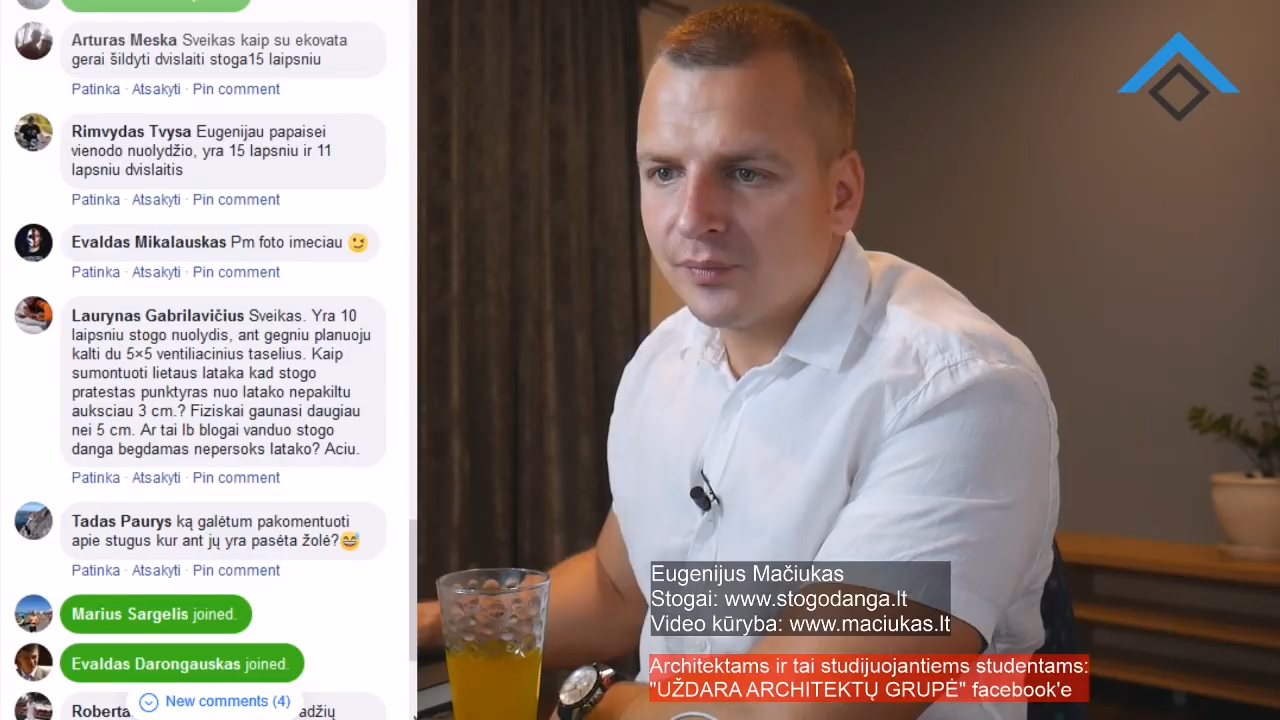 Arturas Meska Sveikas kaip su ekovata
gerai šildyti dvislaiti stoga15 laipsniu
Patinka · Atsakyti · Pin comment
Rimvydas Tvysa Eugenijau papaisei
vienodo nuolydžio, yra 15 lapsniu ir 11
lapsniu dvislaitis
Patinka · Atsakyti · Pin comment
Evaldas Mikalauskas Pm foto imeciau 😉
Patinka · Atsakyti · Pin comment
Laurynas Gabrilavičius Sveikas. Yra 10
laipsniu stogo nuolydis, ant gegniu planuoju
kalti du 5×5 ventiliacinius taselius. Kaip
sumontuoti lietaus lataka kad stogo
pratestas punktyras nuo latako nepakiltu
auksciau 3 cm.? Fiziskai gaunasi daugiau
nei 5 cm. Ar tai lb blogai vanduo stogo
danga begdamas nepersoks latako? Aciu.
Patinka · Atsakyti · Pin comment
Tadas Paurys ką galėtum pakomentuoti
apie stugus kur ant jų yra pasėta žolė?😅
Patinka · Atsakyti · Pin comment
Marius Sargelis joined.
Evaldas Darongauskas joined.
New comments (4)
Eugenijus Mačiukas
Stogai: www.stogodanga.lt
Video kūryba: www.maciukas.lt
Architektams ir tai studijuojantiems studentams:
"UŽDARA ARCHITEKTŲ GRUPĖ" facebook'e